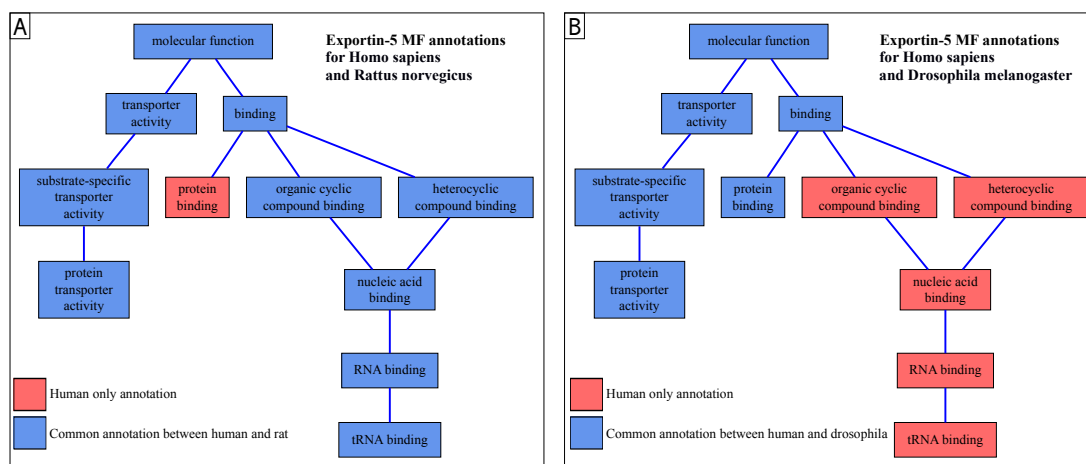 A
molecular function
Exportin-5 MF annotations
for Homo sapiens
and Rattus norvegicus
transporter
activity
binding
substrate-specific
transporter
activity
protein
binding
organic cyclic
compound binding
heterocyclic
compound binding
protein
transporter
activity
nucleic acid
binding
RNA binding
tRNA binding
Human only annotation
Common annotation between human and rat
B
molecular function
Exportin-5 MF annotations
for Homo sapiens
and Drosophila melanogaster
transporter
activity
binding
substrate-specific
transporter
activity
protein
binding
organic cyclic
compound binding
heterocyclic
compound binding
protein
transporter
activity
nucleic acid
binding
RNA binding
tRNA binding
Human only annotation
Common annotation between human and drosophila